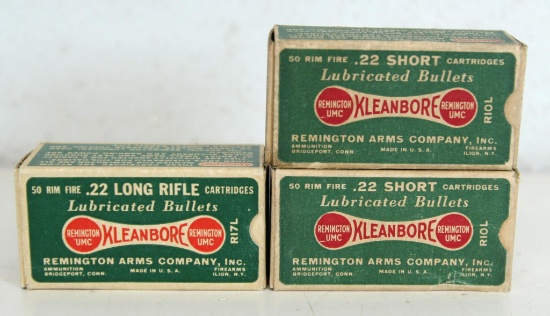 50 RIM FIRE .22 SHORT CARTRIDGES
Lubricated Bullets
REMINGTON UMC KLEANBORE REMINGTON UMC
R10L
REMINGTON ARMS COMPANY, INC.
AMMUNITION MADE IN U.S.A. FIREARMS
BRIDGEPORT, CONN. ILION, N.Y.
50 RIM FIRE .22 LONG RIFLE CARTRIDGES
Lubricated Bullets
REMINGTON UMC KLEANBORE REMINGTON UMC
R17L
REMINGTON ARMS COMPANY, INC.
AMMUNITION MADE IN U.S.A. FIREARMS
BRIDGEPORT, CONN. ILION, N.Y.
50 RIM FIRE .22 SHORT CARTRIDGES
Lubricated Bullets
REMINGTON UMC KLEANBORE REMINGTON UMC
R10L
REMINGTON ARMS COMPANY, INC.
AMMUNITION MADE IN U.S.A. FIREARMS
BRIDGEPORT, CONN. ILION, N.Y.